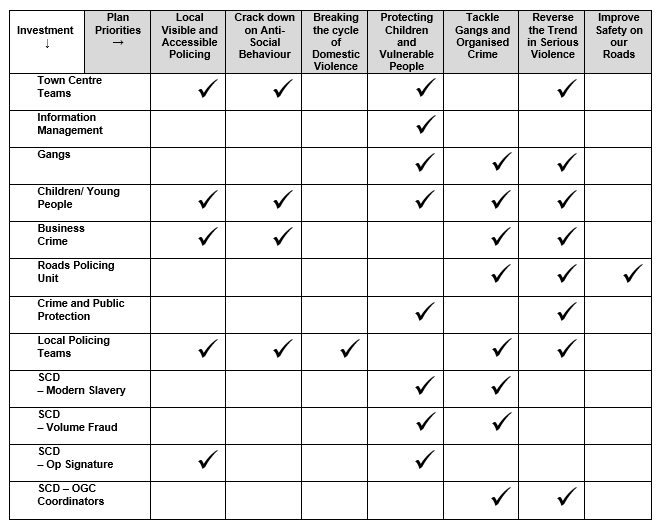 Investment
↓
Plan
Priorities
→
Local
Visible and
Accessible
Policing
Crack down
on Anti-
Social
Behaviour
Breaking
the cycle
of
Domestic
Violence
Protecting
Children
and
Vulnerable
People
Tackle
Gangs and
Organised
Crime
Reverse
the Trend
in Serious
Violence
Improve
Safety on
our
Roads
Town Centre
Teams
✓ ✓ ✓ ✓
Information
Management
✓
Gangs
✓ ✓ ✓
Children/ Young
People
✓ ✓ ✓ ✓ ✓
Business
Crime
✓ ✓ ✓ ✓
Roads Policing
Unit
✓ ✓ ✓
Crime and Public
Protection
✓ ✓
Local Policing
Teams
✓ ✓ ✓ ✓ ✓
SCD
– Modern Slavery
✓ ✓
SCD
– Volume Fraud
✓ ✓
SCD
– Op Signature
✓ ✓
SCD – OGC
Coordinators
✓ ✓